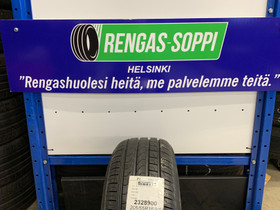 RENGAS-SOPPI
HELSINKI
"Rengashuolesi heitä, me palvelemme teitä."
2328900